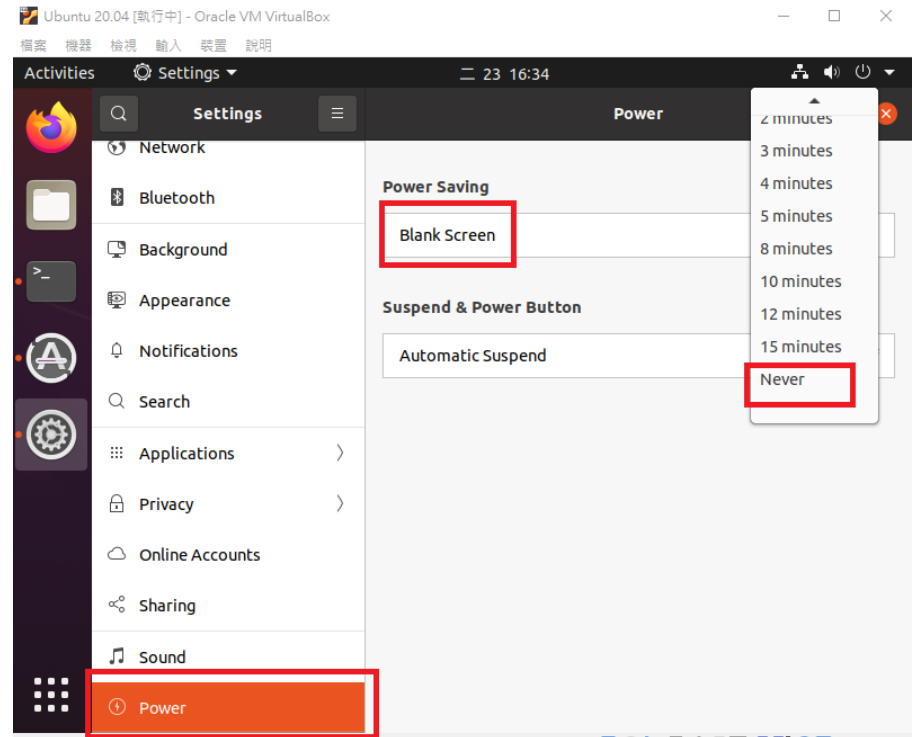 Ubuntu 20.04 [執行中] - Oracle VM VirtualBox
檔案 機器 檢視 輸入 裝置 說明
Activities Settings 二 23 16:34
Settings Power
Network
Bluetooth
Background
Appearance
Notifications
Search
Applications
Privacy
Online Accounts
Sharing
Sound
Power
Power Saving
Blank Screen
Suspend & Power Button
Automatic Suspend
2 minutes
3 minutes
4 minutes
5 minutes
8 minutes
10 minutes
12 minutes
15 minutes
Never